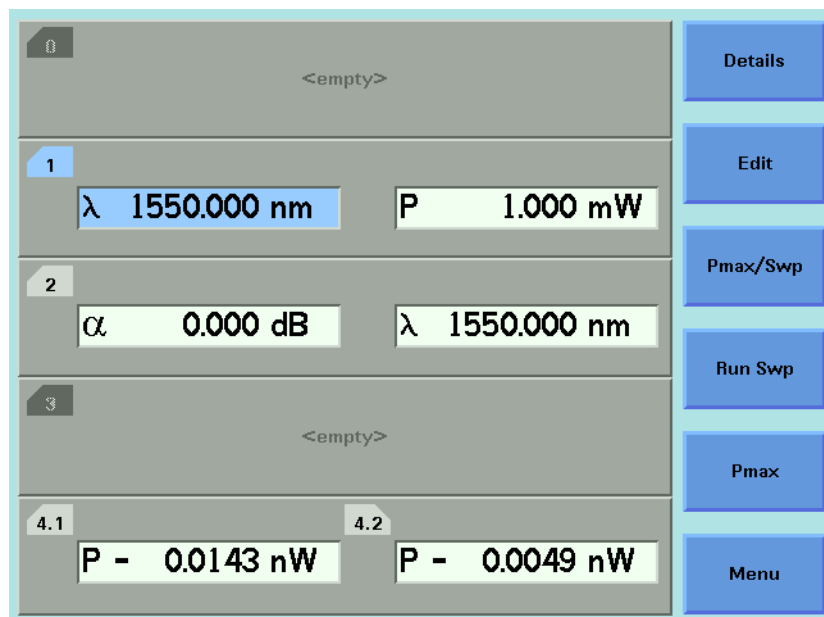 0
<empty>
Details
1
λ 1550.000 nm
P 1.000 mW
Edit
2
α 0.000 dB
λ 1550.000 nm
Pmax/Swp
3
<empty>
Run Swp
Pmax
4.1
P - 0.0143 nW
4.2
P - 0.0049 nW
Menu